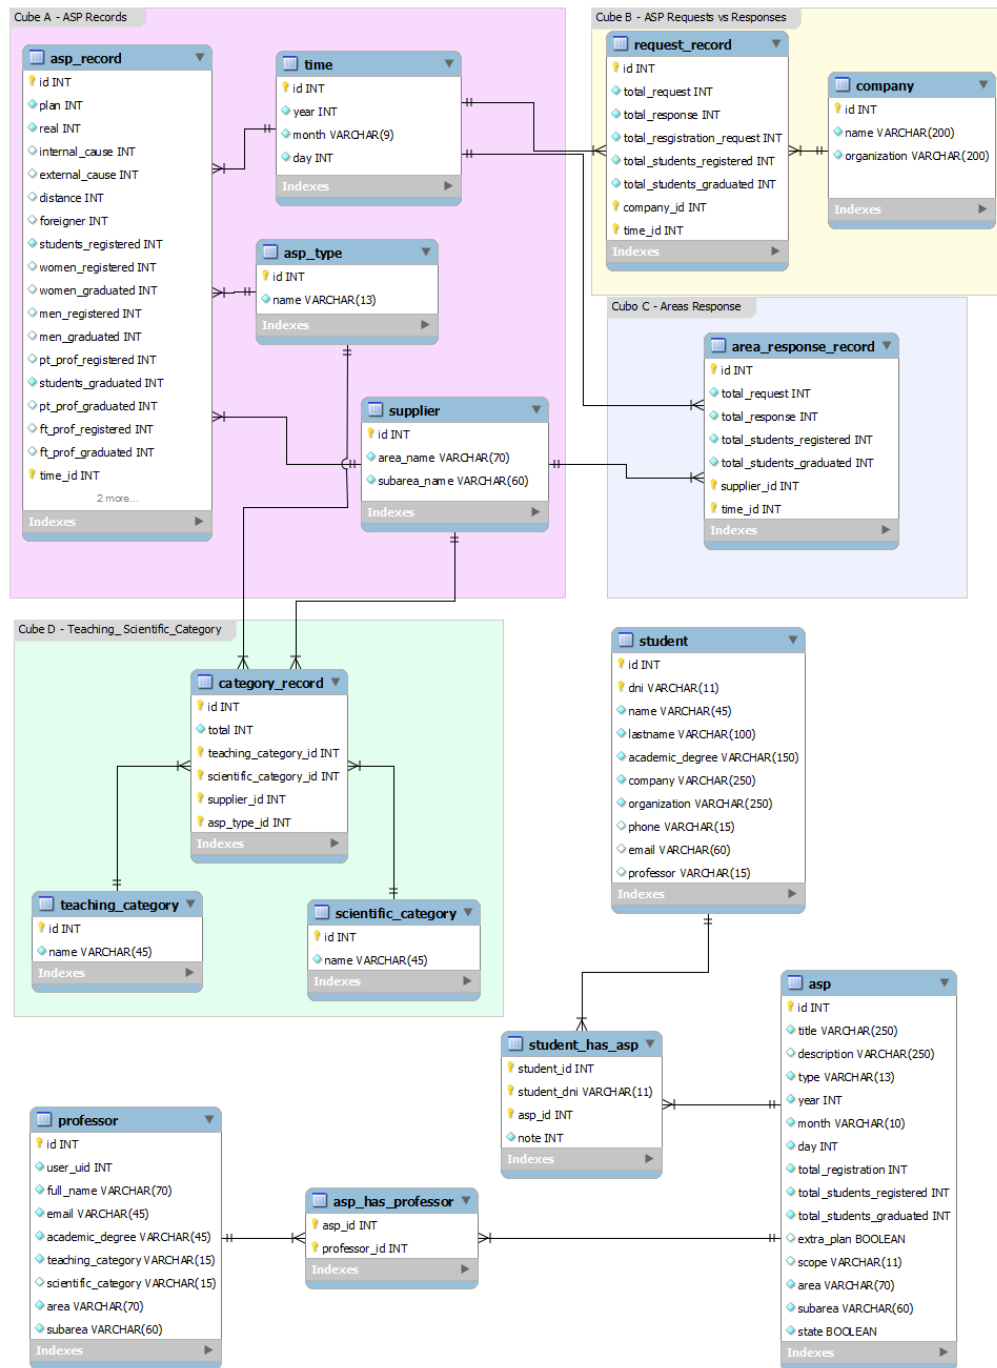 Cube A - ASP Records
asp_record
id INT
plan INT
real INT
internal_cause INT
external_cause INT
distance INT
foreigner INT
students_registered INT
women_registered INT
women_graduated INT
men_registered INT
men_graduated INT
pt_prof_registered INT
students_graduated INT
pt_prof_graduated INT
ft_prof_registered INT
ft_prof_graduated INT
time_id INT
2 more...
Indexes
time
id INT
year INT
month VARCHAR(9)
day INT
Indexes
asp_type
id INT
name VARCHAR(13)
Indexes
supplier
id INT
area_name VARCHAR(70)
subarea_name VARCHAR(60)
Indexes
Cube B - ASP Requests vs Responses
request_record
id INT
total_request INT
total_response INT
total_resgistration_request INT
total_students_registered INT
total_students_graduated INT
company_id INT
time_id INT
Indexes
company
id INT
name VARCHAR(200)
organization VARCHAR(200)
Indexes
Cubo C - Areas Response
area_response_record
id INT
total_request INT
total_response INT
total_students_registered INT
total_students_graduated INT
supplier_id INT
time_id INT
Indexes
Cube D - Teaching_ Scientific_Category
category_record
id INT
total INT
teaching_category_id INT
scientific_category_id INT
supplier_id INT
asp_type_id INT
Indexes
teaching_category
id INT
name VARCHAR(45)
Indexes
scientific_category
id INT
name VARCHAR(45)
Indexes
student
id INT
dni VARCHAR(11)
name VARCHAR(45)
lastname VARCHAR(100)
academic_degree VARCHAR(150)
company VARCHAR(250)
organization VARCHAR(250)
phone VARCHAR(15)
email VARCHAR(60)
professor VARCHAR(15)
Indexes
student_has_asp
student_id INT
student_dni VARCHAR(11)
asp_id INT
note INT
Indexes
asp
id INT
title VARCHAR(250)
description VARCHAR(250)
type VARCHAR(13)
year INT
month VARCHAR(10)
day INT
total_registration INT
total_students_registered INT
total_students_graduated INT
extra_plan BOOLEAN
scope VARCHAR(11)
area VARCHAR(70)
subarea VARCHAR(60)
state BOOLEAN
Indexes
professor
id INT
user_uid INT
full_name VARCHAR(70)
email VARCHAR(45)
academic_degree VARCHAR(45)
teaching_category VARCHAR(15)
scientific_category VARCHAR(15)
area VARCHAR(70)
subarea VARCHAR(60)
Indexes
asp_has_professor
asp_id INT
professor_id INT
Indexes